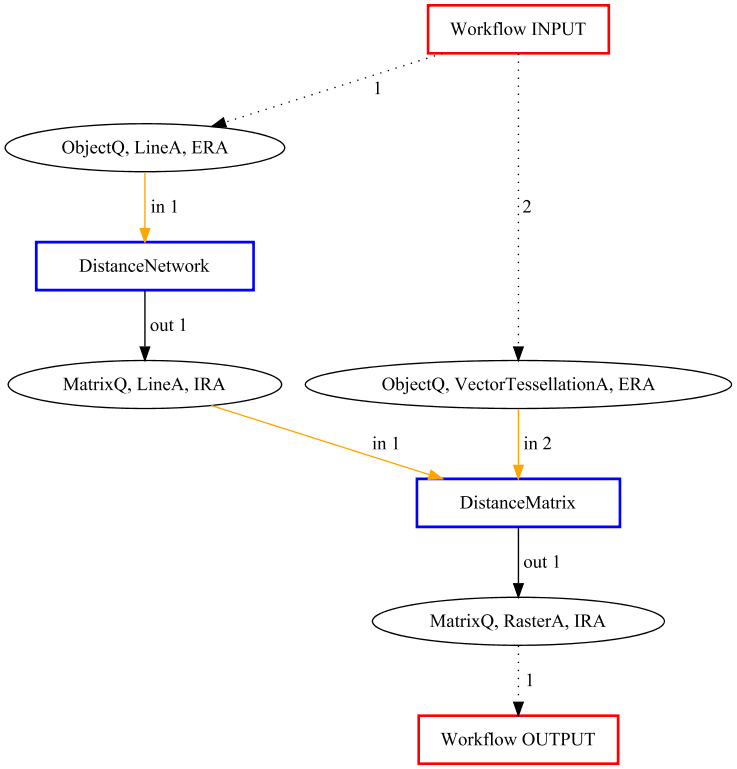 Workflow INPUT
1
ObjectQ, LineA, ERA
in 1
2
DistanceNetwork
out 1
MatrixQ, LineA, IRA
ObjectQ, VectorTessellationA, ERA
in 1
in 2
DistanceMatrix
out 1
MatrixQ, RasterA, IRA
1
Workflow OUTPUT